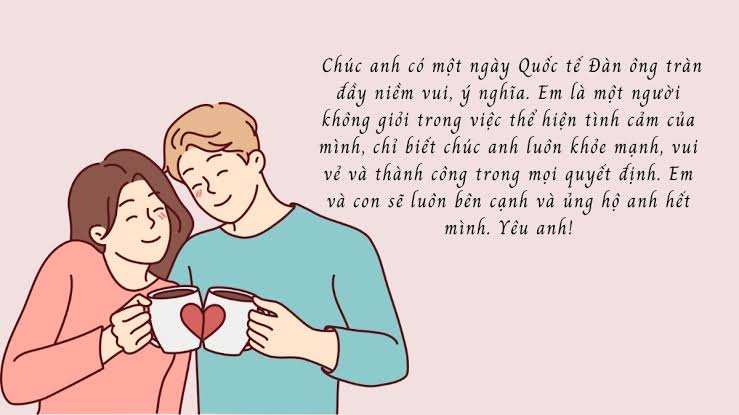 Chúc anh có một ngày Quốc tế Đàn ông tràn
đầy niềm vui, ý nghĩa. Em là một người
không giỏi trong việc thể hiện tình cảm của
mình, chỉ biết chúc anh luôn khỏe mạnh, vui
vẻ và thành công trong mọi quyết định. Em
và con sẽ luôn bên cạnh và ủng hộ anh hết
mình. Yêu anh!